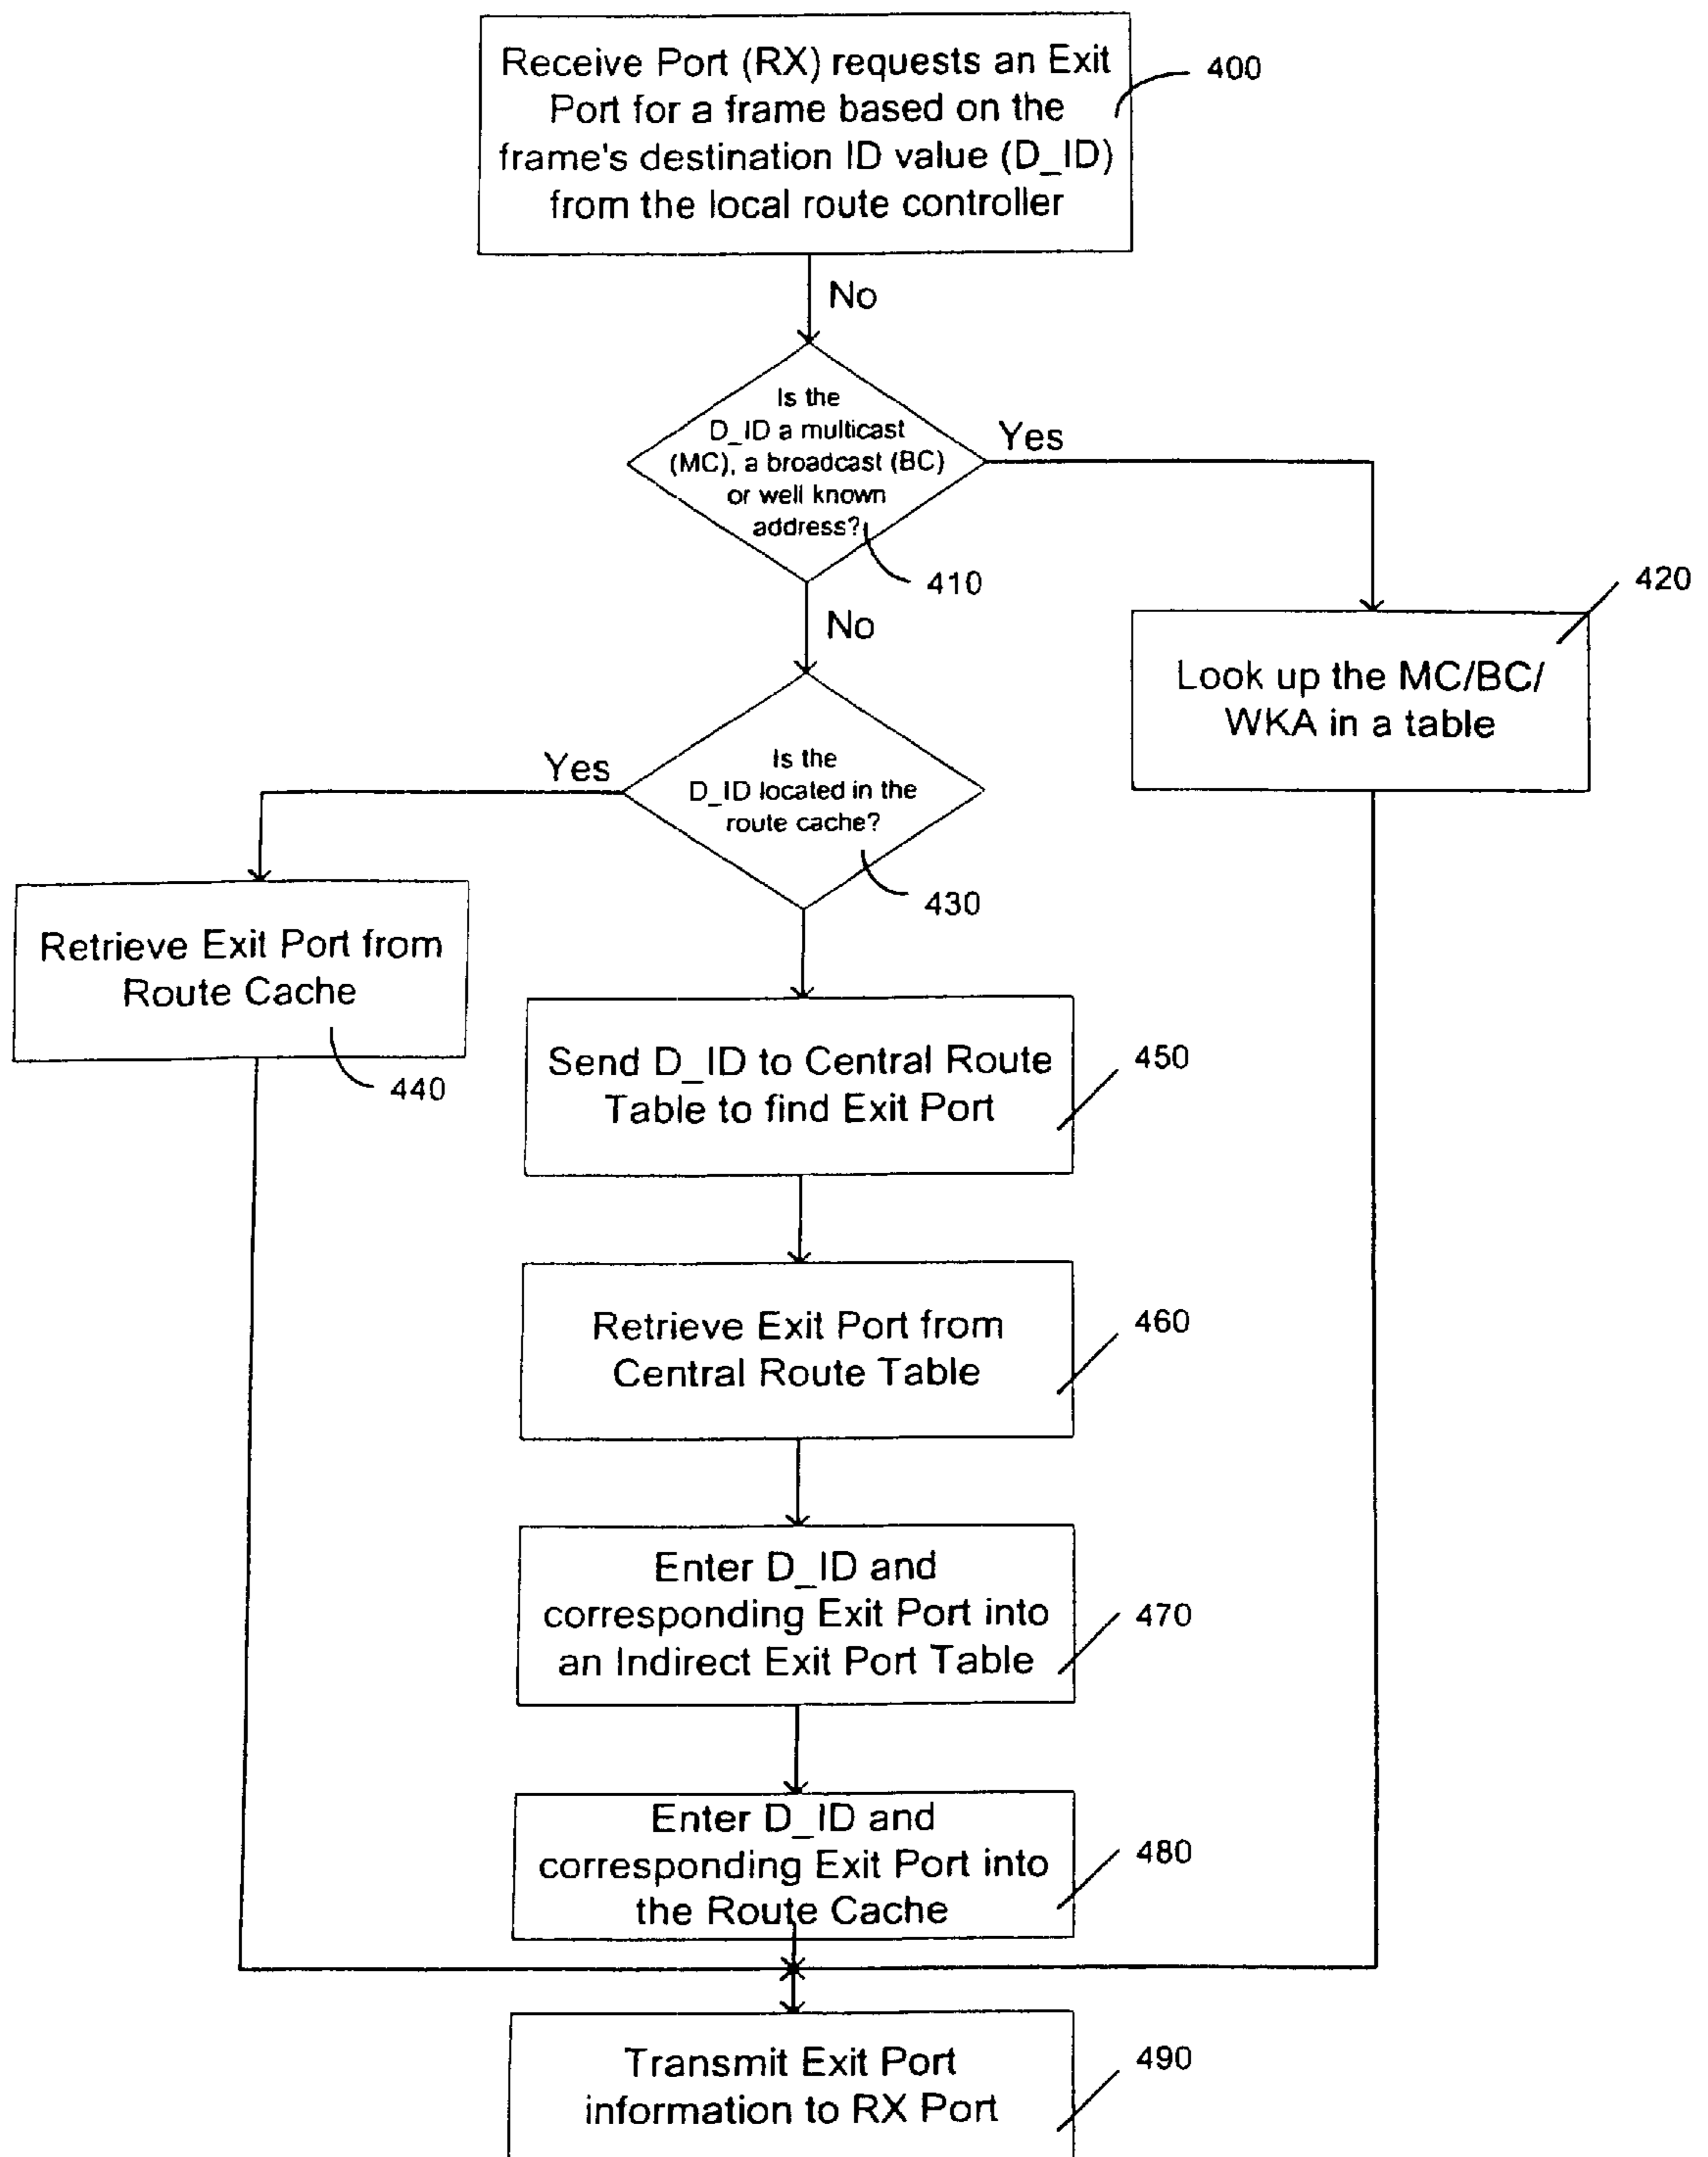 Receive Port (RX) requests an Exit
Port for a frame based on the
frame's destination ID value (D_ID)
from the local route controller
400
No
Is the
D_ID a multicast
(MC), a broadcast (BC)
or well known
address?
410
Yes
420
Look up the MC/BC/
WKA in a table
No
Is the
D_ID located in the
route cache?
430
Yes
Retrieve Exit Port from
Route Cache
440
Send D_ID to Central Route
Table to find Exit Port
450
Retrieve Exit Port from
Central Route Table
460
Enter D_ID and
corresponding Exit Port into
an Indirect Exit Port Table
470
Enter D_ID and
corresponding Exit Port into
the Route Cache
480
Transmit Exit Port
information to RX Port
490